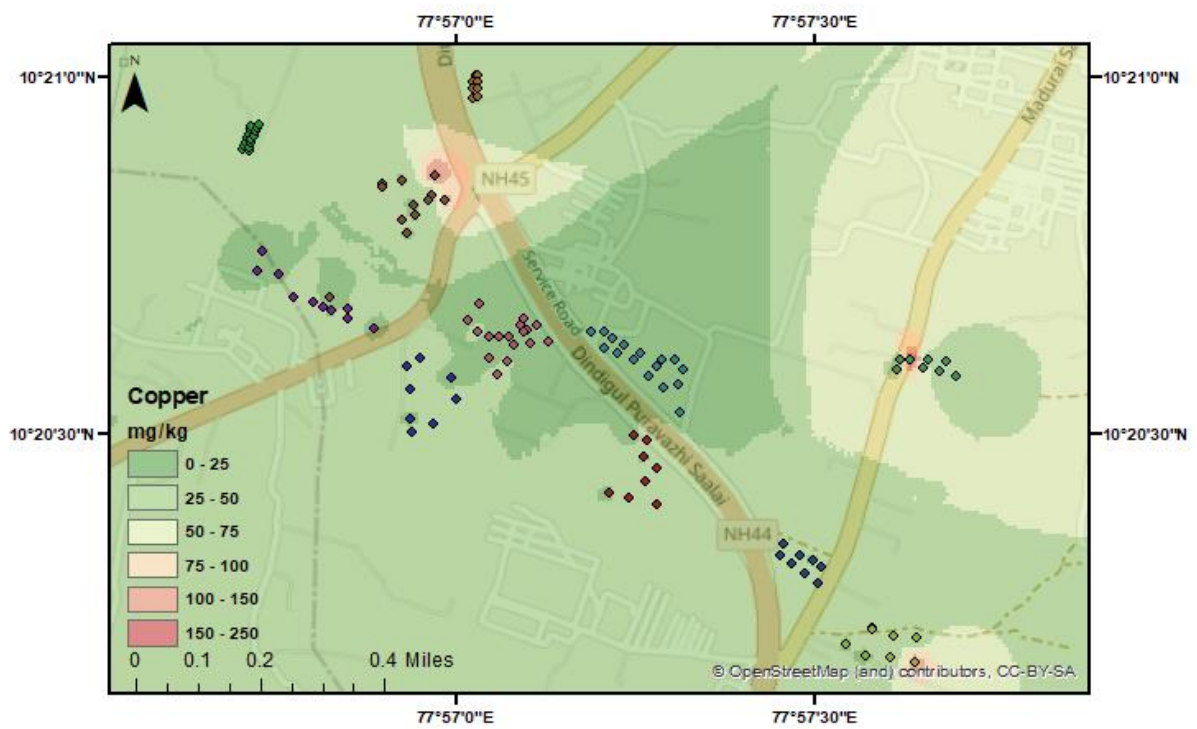 77°57'0"E 77°57'30"E
10°21'0"N 10°21'0"N
N
Di
Madurai Sa
NH45
Service Road
Dindigul Puravazhi Saalai
Copper
mg/kg
10°20'30"N 10°20'30"N
0 - 25
25 - 50
50 - 75
75 - 100
100 - 150
150 - 250
NH44
0 0.1 0.2 0.4 Miles
© OpenStreetMap (and) contributors, CC-BY-SA
77°57'0"E 77°57'30"E